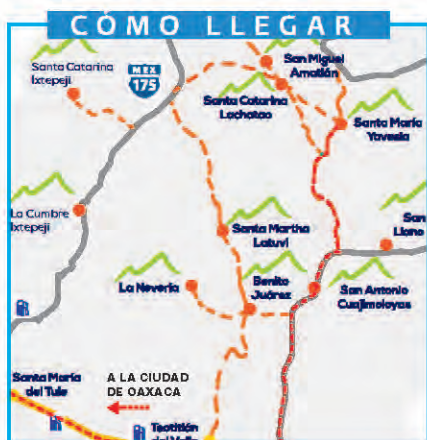 CÓMO LLEGAR
Santa Catarina
Ixtepeji
MEX
175
San Miguel
Amatlán
Santa Catarina
Lachatao
Santa María
Yavesía
La Cumbre
Ixtepeji
Santa Martha
Latuvi
San
Llano
La Nevería
Benito
Juárez
San Antonio
Cuajimoloyas
Santa María
del Tule
A LA CIUDAD
DE OAXACA
Teotitlán
del Valle